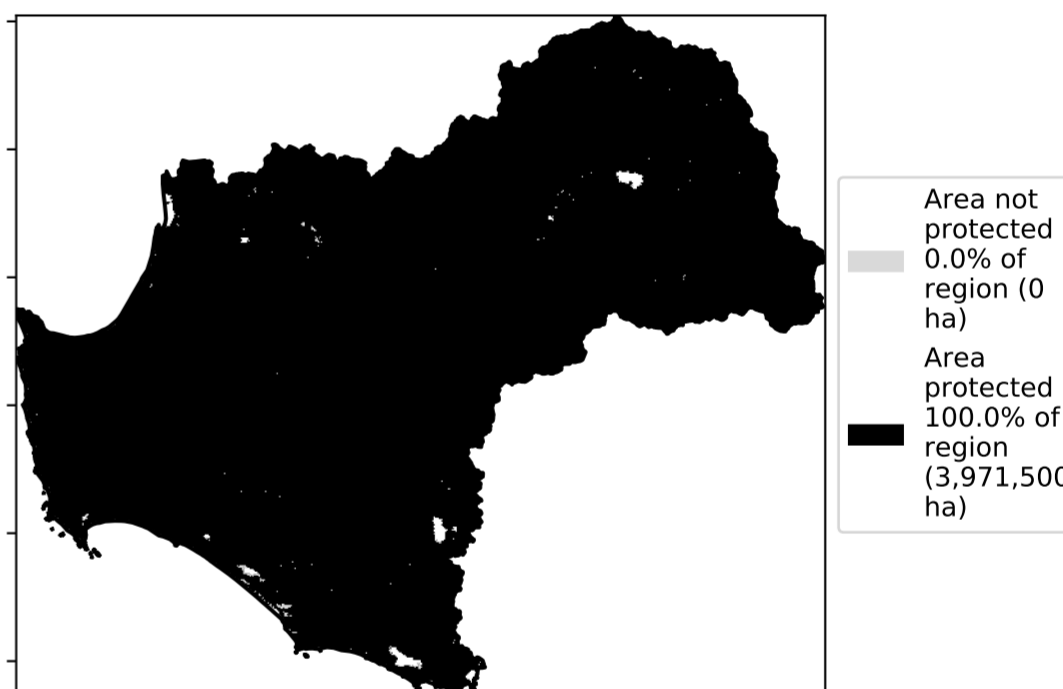 Area not
protected
0.0% of
region (0
ha)
Area
protected
100.0% of
region
(3,971,500
ha)